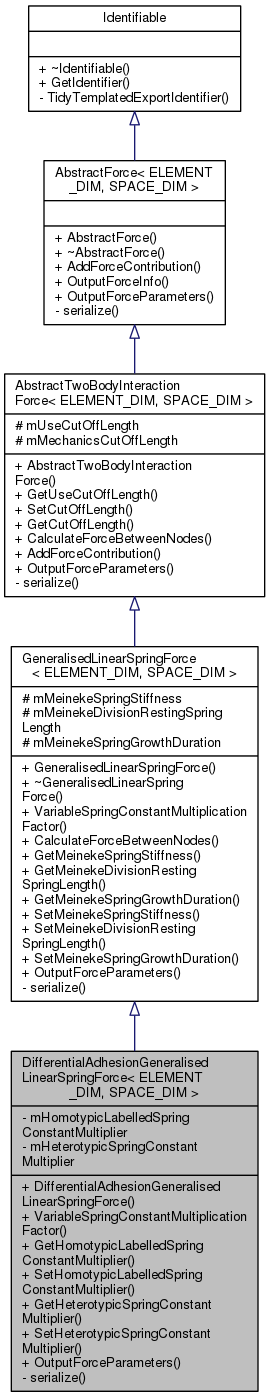 Identifiable
+ ~Identifiable()
+ GetIdentifier()
- TidyTemplatedExportIdentifier()
AbstractForce< ELEMENT
_DIM, SPACE_DIM >
+ AbstractForce()
+ ~AbstractForce()
+ AddForceContribution()
+ OutputForceInfo()
+ OutputForceParameters()
- serialize()
AbstractTwoBodyInteraction
Force< ELEMENT_DIM, SPACE_DIM >
# mUseCutOffLength
# mMechanicsCutOffLength
+ AbstractTwoBodyInteraction
Force()
+ GetUseCutOffLength()
+ SetCutOffLength()
+ GetCutOffLength()
+ CalculateForceBetweenNodes()
+ AddForceContribution()
+ OutputForceParameters()
- serialize()
GeneralisedLinearSpringForce
< ELEMENT_DIM, SPACE_DIM >
# mMeinekeSpringStiffness
# mMeinekeDivisionRestingSpring
Length
# mMeinekeSpringGrowthDuration
+ GeneralisedLinearSpringForce()
+ ~GeneralisedLinearSpring
Force()
+ VariableSpringConstantMultiplication
Factor()
+ CalculateForceBetweenNodes()
+ GetMeinekeSpringStiffness()
+ GetMeinekeDivisionResting
SpringLength()
+ GetMeinekeSpringGrowthDuration()
+ SetMeinekeSpringStiffness()
+ SetMeinekeDivisionResting
SpringLength()
+ SetMeinekeSpringGrowthDuration()
+ OutputForceParameters()
- serialize()
DifferentialAdhesionGeneralised
LinearSpringForce< ELEMENT
_DIM, SPACE_DIM >
- mHomotypicLabelledSpring
ConstantMultiplier
- mHeterotypicSpringConstant
Multiplier
+ DifferentialAdhesionGeneralised
LinearSpringForce()
+ VariableSpringConstantMultiplication
Factor()
+ GetHomotypicLabelledSpring
ConstantMultiplier()
+ SetHomotypicLabelledSpring
ConstantMultiplier()
+ GetHeterotypicSpringConstant
Multiplier()
+ SetHeterotypicSpringConstant
Multiplier()
+ OutputForceParameters()
- serialize()